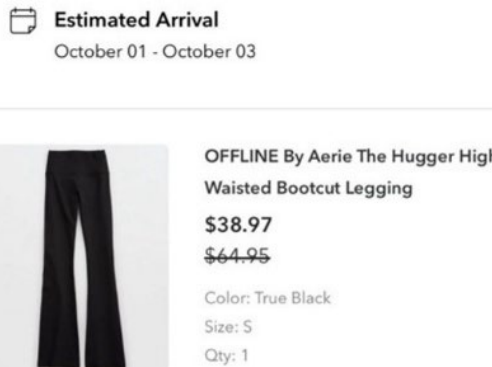 Estimated Arrival
October 01 - October 03
OFFLINE By Aerie The Hugger High
Waisted Bootcut Legging
$38.97
$64.95
Color: True Black
Size: S
Qty: 1